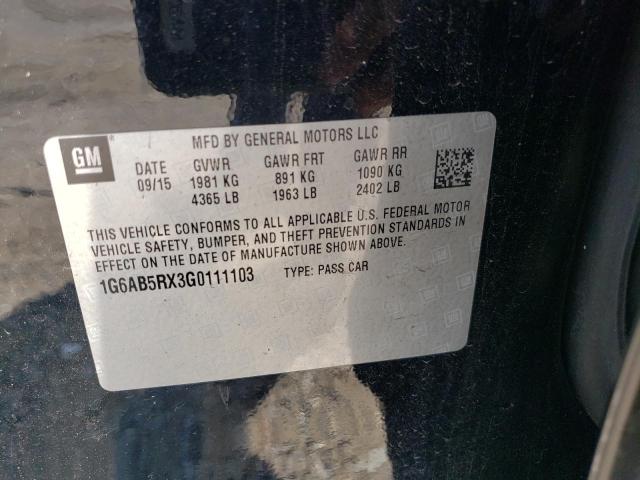 GM
MFD BY GENERAL MOTORS LLC
DATE GVWR GAWR FRT GAWR RR
09/15 1981 KG 891 KG 1090 KG
4365 LB 1963 LB 2402 LB
THIS VEHICLE CONFORMS TO ALL APPLICABLE U.S. FEDERAL MOTOR
VEHICLE SAFETY, BUMPER, AND THEFT PREVENTION STANDARDS IN
EFFECT ON THE DATE OF MANUFACTURE SHOWN ABOVE.
1G6AB5RX3G0111103 TYPE: PASS CAR